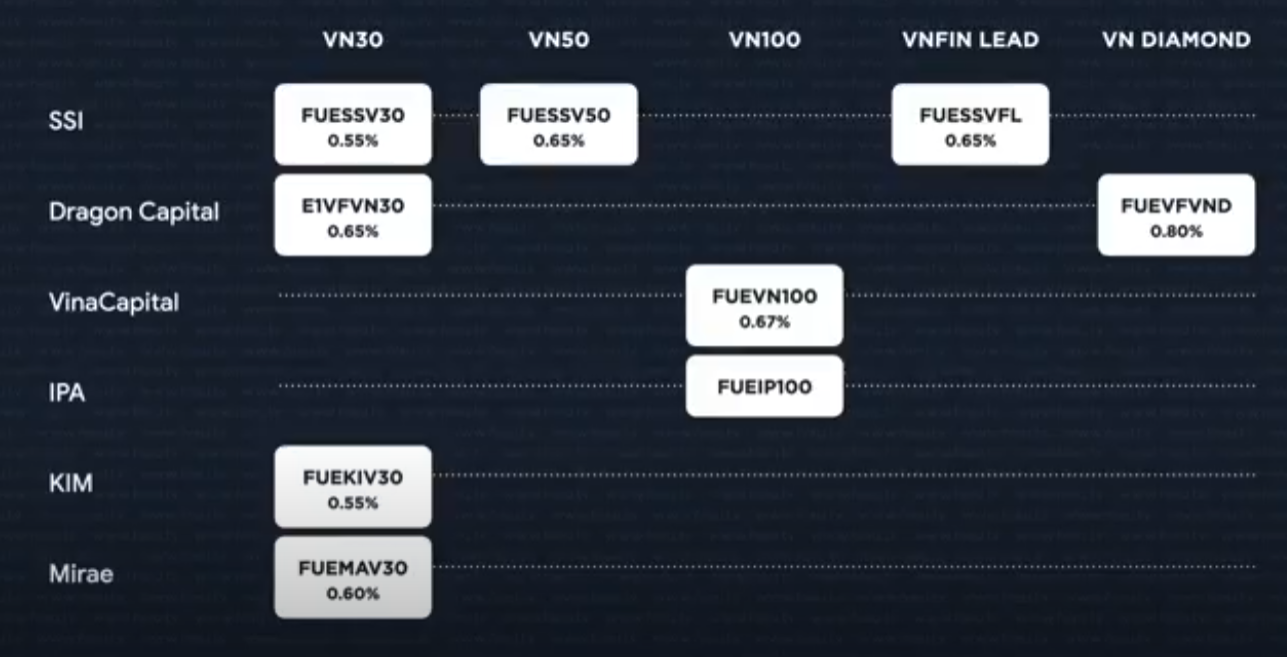 VN30 VN50 VN100 VNFIN LEAD VN DIAMOND
SSI
FUESSV30
0.55%
FUESSV50
0.65%
FUESSVFL
0.65%
Dragon Capital
E1VFVN30
0.65%
FUEVFVND
0.80%
VinaCapital
FUEVN100
0.67%
IPA
FUEIP100
KIM
FUEKIV30
0.55%
Mirae
FUEMAV30
0.60%